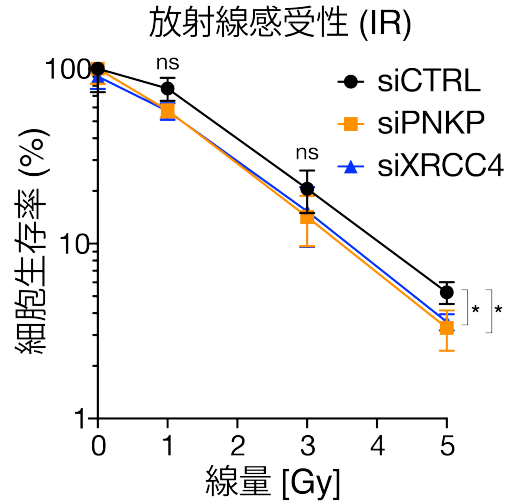 放射線感受性 (IR)
siCTRL
siPNKP
siXRCC4
ns
ns
* *
細胞生存率 (%)
100
10
1
0 1 2 3 4 5
線量 [Gy]